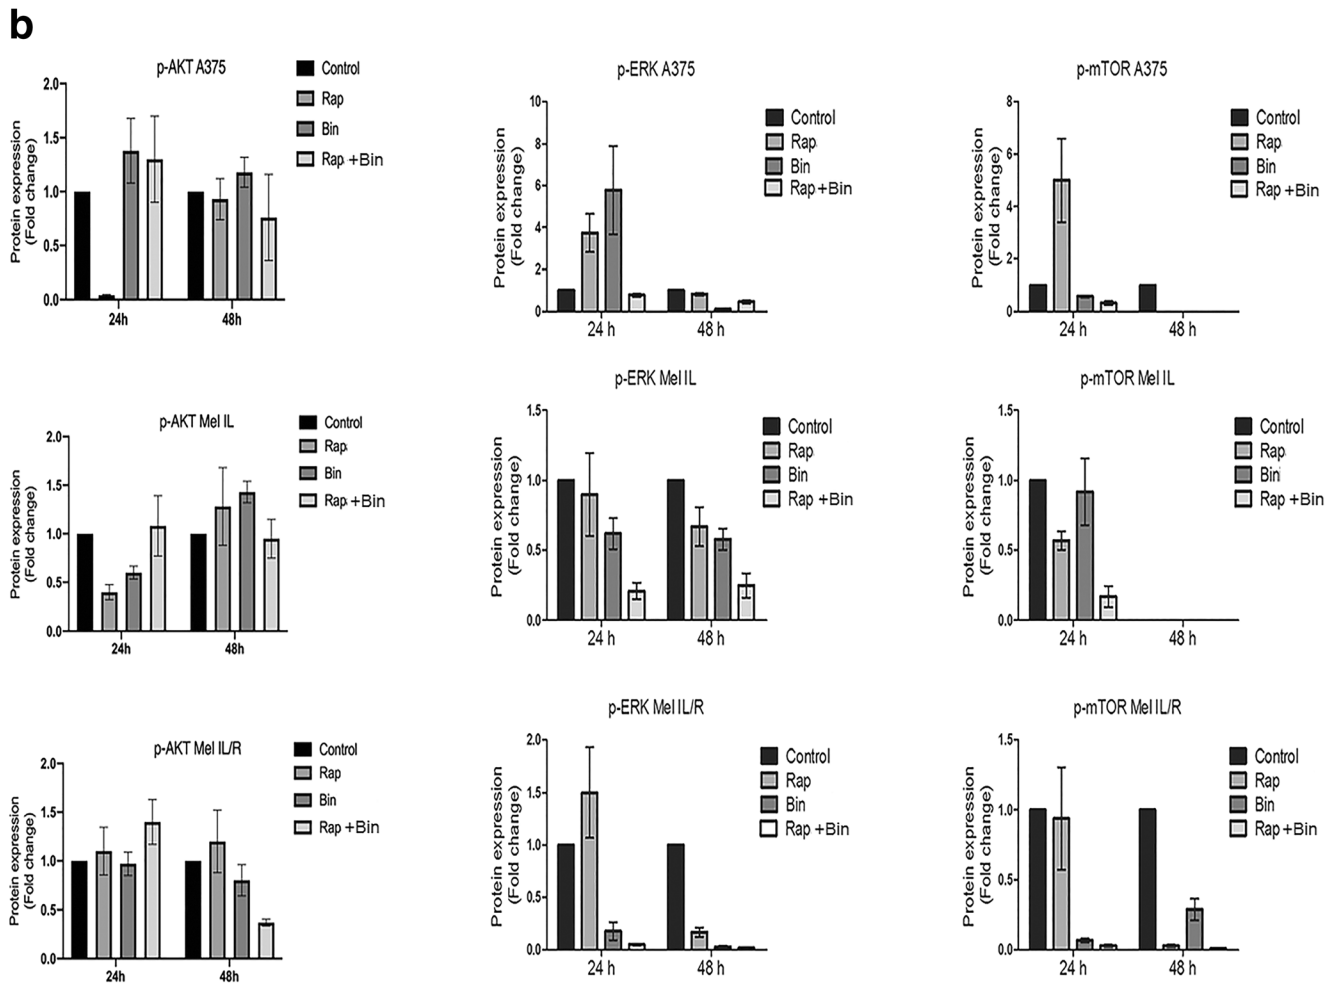 b
p-AKT A375
Control
Rap
Bin
Rap +Bin
Protein expression
(Fold change)
2.0
1.5
1.0
0.5
0.0
24h
48h
p-ERK A375
Control
Rap
Bin
Rap +Bin
Protein expression
(Fold change)
10
8
6
4
2
0
24 h
48 h
p-mTOR A375
Control
Rap
Bin
Rap +Bin
Protein expression
(Fold change)
8
6
4
2
0
24 h
48 h
p-AKT Mel IL
Control
Rap
Bin
Rap +Bin
Protein expression
(Fold change)
2.0
1.5
1.0
0.5
0.0
24h
48h
p-ERK Mel IL
Control
Rap
Bin
Rap +Bin
Protein expression
(Fold change)
1.5
1.0
0.5
0.0
24 h
48 h
p-mTOR Mel IL
Control
Rap
Bin
Rap +Bin
Protein expression
(Fold change)
1.5
1.0
0.5
0.0
24 h
48 h
p-AKT Mel IL/R
Control
Rap
Bin
Rap +Bin
Protein expression
(Fold change)
2.0
1.5
1.0
0.5
0.0
24h
48h
p-ERK Mel IL/R
Control
Rap
Bin
Rap +Bin
Protein expression
(Fold change)
2.0
1.5
1.0
0.5
0.0
24 h
48 h
p-mTOR Mel IL/R
Control
Rap
Bin
Rap +Bin
Protein expression
(Fold change)
1.5
1.0
0.5
0.0
24 h
48 h